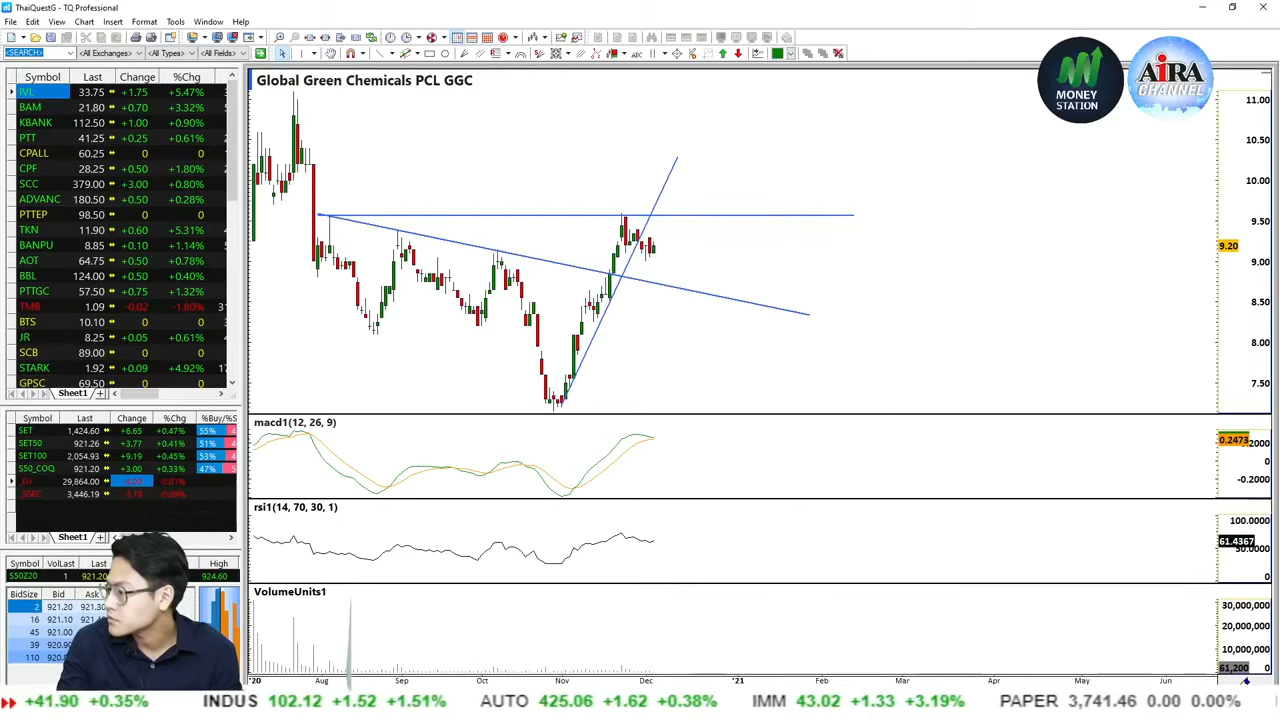 ThaiQuestG - TQ Professional
File Edit View Chart Insert Format Tools Window Help
<SEARCH> <All Exchanges> <All Types> <All Fields>
Symbol Last Change %Chg
IVL 33.75 +1.75 +5.47%
BAM 21.80 +0.70 +3.32%
KBANK 112.50 +1.00 +0.90%
PTT 41.25 +0.25 +0.61%
CPALL 60.25 0 0
CPF 28.25 +0.50 +1.80%
SCC 379.00 +3.00 +0.80%
ADVANC 180.50 +0.50 +0.28%
PTTEP 98.50 0 0
TKN 11.90 +0.60 +5.31%
BANPU 8.85 +0.10 +1.14%
AOT 64.75 +0.50 +0.78%
BBL 124.00 +0.50 +0.40%
PTTGC 57.50 +0.75 +1.32%
TMB 1.09 -0.02 -1.80%
BTS 10.10 0 0
JR 8.25 +0.05 +0.61%
SCB 89.00 0 0
STARK 1.92 +0.09 +4.92%
GPSC 69.50 0 0
Sheet1
Symbol Last Change %Chg %Buy/%S
SET 1,424.60 +6.65 +0.47% 55%
SET50 921.26 +3.77 +0.41% 51%
SET100 2,054.93 +9.19 +0.45% 53%
S50_COQ 921.20 +3.00 +0.33% 47%
29,864.00 -0.01%
3,446.19 -0.09%
Sheet1
Symbol VolLast Last High
S50Z20 1 921.20 924.60
BidSize Bid Ask
2 921.20 921.30
16 921.10
45 921.00
39 920.90
110
Global Green Chemicals PCL GGC
MONEY
STATION
AiRA
CHANNEL
11.00
10.50
10.00
9.50
9.20
9.00
8.50
8.00
7.50
macd1(12, 26, 9)
0.2473
0
-0.2000
rsi1(14, 70, 30, 1)
100.0000
61.4367
0
VolumeUnits1
30,000,000
20,000,000
10,000,000
61,200 0
'20 Aug Sep Oct Nov Dec '21 Feb Mar Apr May Jun
+41.90 +0.35% INDUS 102.12 +1.52 +1.51% AUTO 425.06 +1.62 +0.38% IMM 43.02 +1.33 +3.19% PAPER 3,741.46 0.00 0.00%